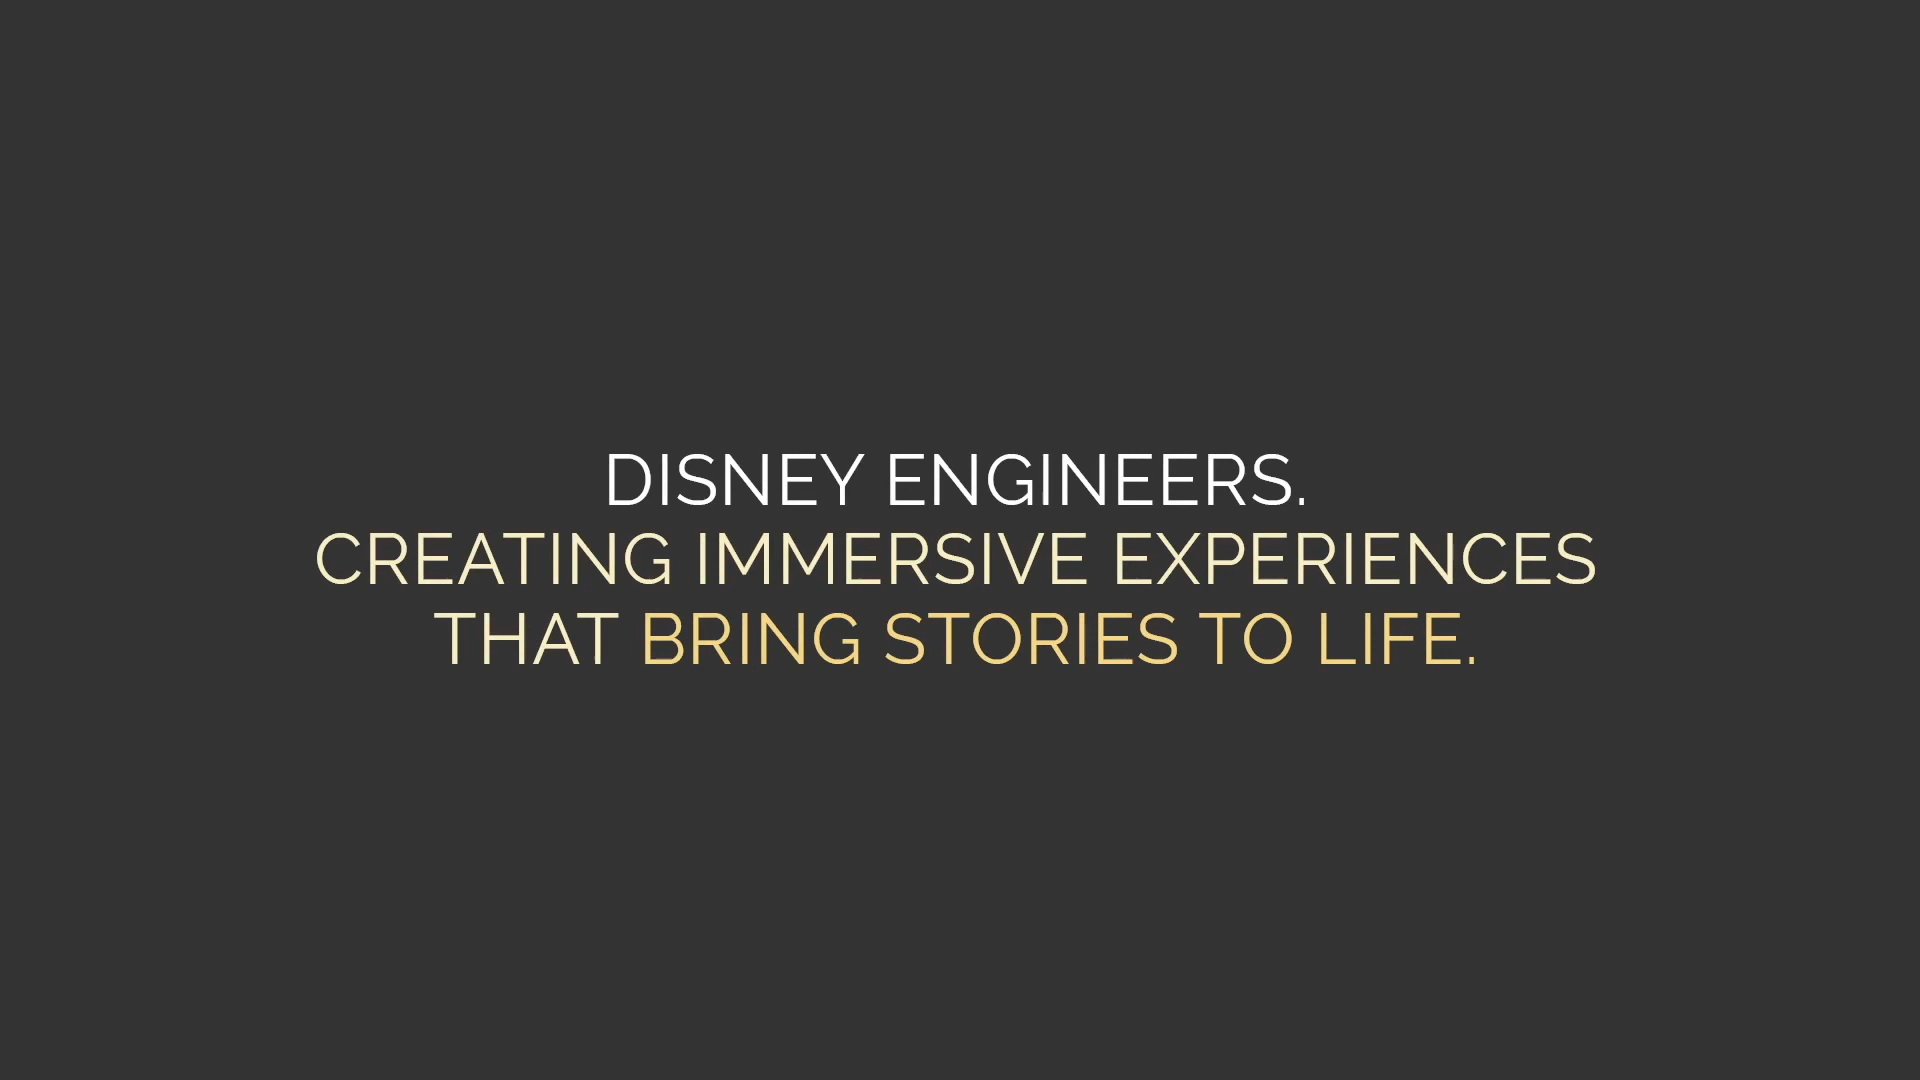 DISNEY ENGINEERS.
CREATING IMMERSIVE EXPERIENCES
THAT BRING STORIES TO LIFE.